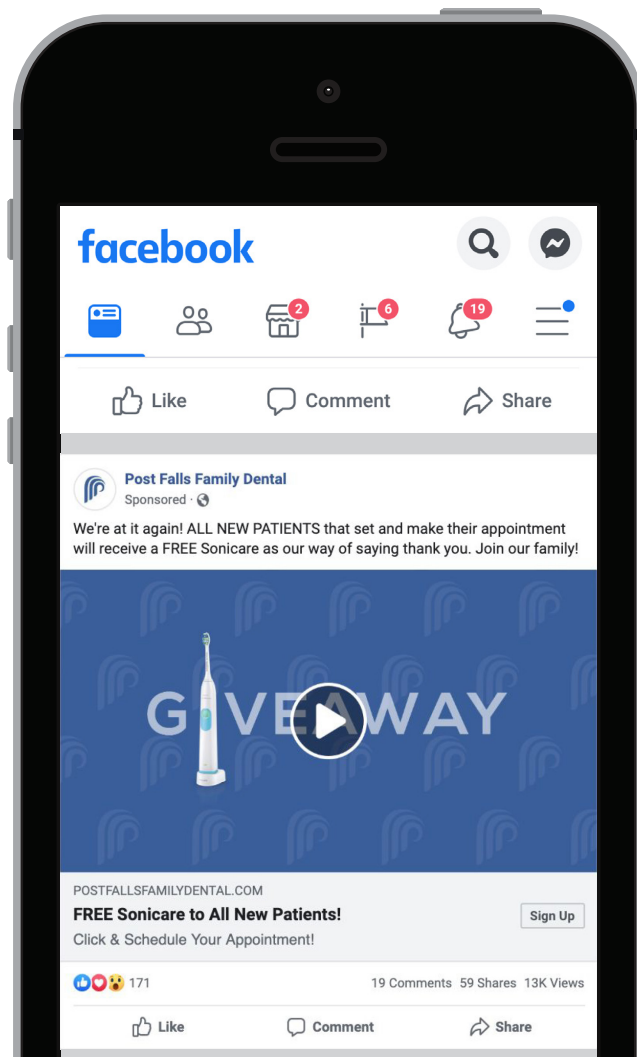 facebook
2
6
19
Like Comment Share
Post Falls Family Dental
Sponsored ·
We're at it again! ALL NEW PATIENTS that set and make their appointment
will receive a FREE Sonicare as our way of saying thank you. Join our family!
GIVEAWAY
POSTFALLSFAMILYDENTAL.COM
FREE Sonicare to All New Patients!
Sign Up
Click & Schedule Your Appointment!
171 19 Comments 59 Shares 13K Views
Like Comment Share